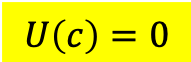 U(c) = 0